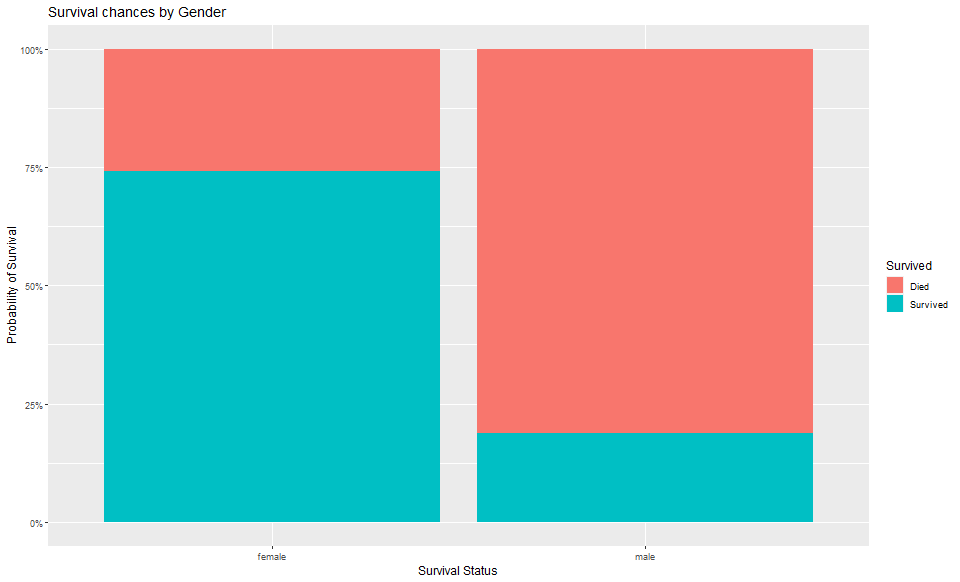 Survival chances by Gender
100%
75%
50%
25%
0%
Probability of Survival
female
male
Survival Status
Survived
Died
Survived